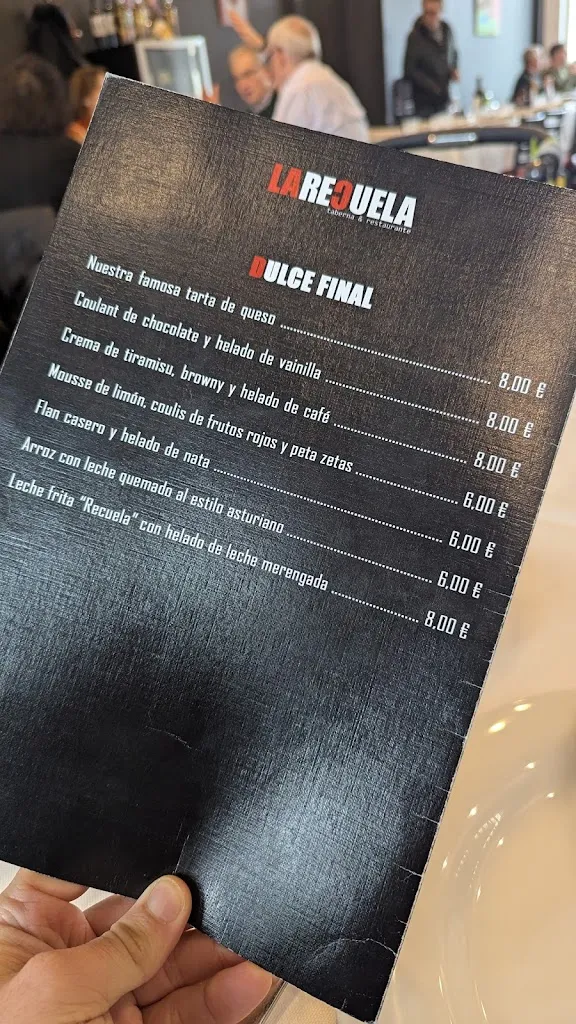 LARECUELA
taberna & restaurante
DULCE FINAL
Nuestra famosa tarta de queso ........ 8,00 €
Coulant de chocolate y helado de vainilla ........ 8,00 €
Crema de tiramisu, browny y helado de café ........ 8,00 €
Mousse de limón, coulis de frutos rojos y peta zetas ........ 6,00 €
Flan casero y helado de nata ........ 6,00 €
Arroz con leche quemado al estilo asturiano ........ 6,00 €
Leche frita "Recuela" con helado de leche merengada ........ 8,00 €